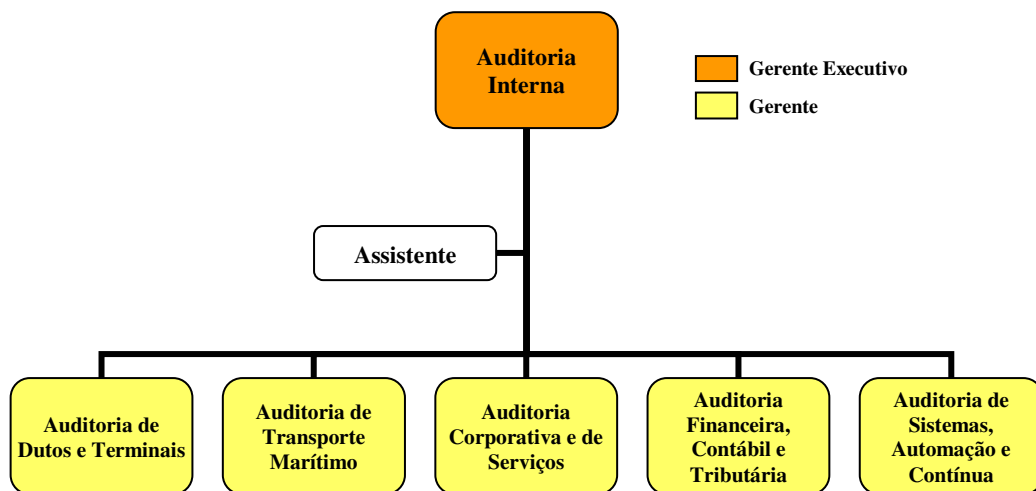 Auditoria
Interna
Gerente Executivo
Gerente
Assistente
Auditoria de
Dutos e Terminais
Auditoria de
Transporte
Marítimo
Auditoria
Corporativa e de
Serviços
Auditoria
Financeira,
Contábil e
Tributária
Auditoria de
Sistemas,
Automação e
Contínua